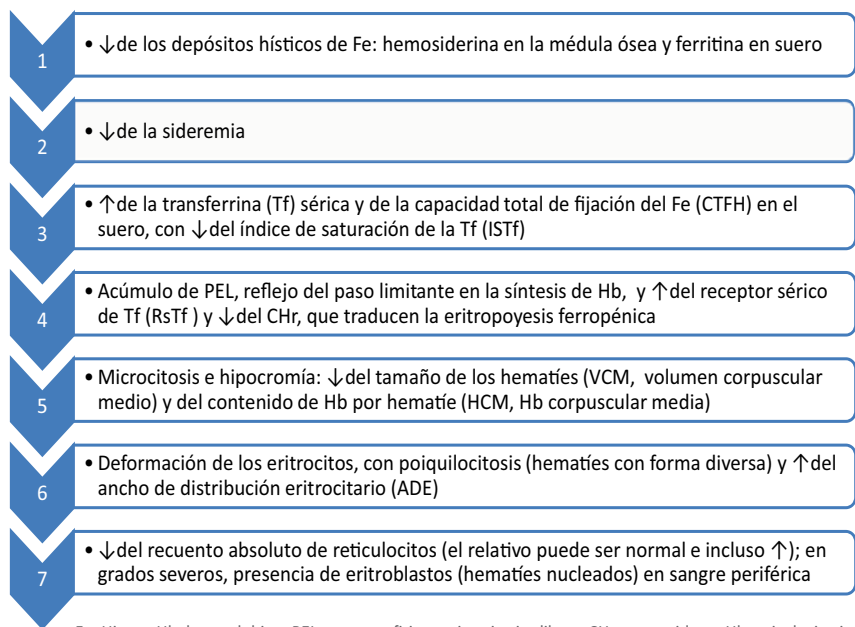 1
• ↓de los depósitos hísticos de Fe: hemosiderina en la médula ósea y ferritina en suero
2
• ↓de la sideremia
3
• ↑de la transferrina (Tf) sérica y de la capacidad total de fijación del Fe (CTFH) en el
suero, con ↓del índice de saturación de la Tf (ISTf)
4
• Acúmulo de PEL, reflejo del paso limitante en la síntesis de Hb, y ↑del receptor sérico
de Tf (RsTf ) y ↓del CHr, que traducen la eritropoyesis ferropénica
5
• Microcitosis e hipocromía: ↓del tamaño de los hematíes (VCM, volumen corpuscular
medio) y del contenido de Hb por hematíe (HCM, Hb corpuscular media)
6
• Deformación de los eritrocitos, con poiquilocitosis (hematíes con forma diversa) y ↑del
ancho de distribución eritrocitario (ADE)
7
• ↓del recuento absoluto de reticulocitos (el relativo puede ser normal e incluso ↑); en
grados severos, presencia de eritroblastos (hematíes nucleados) en sangre periférica